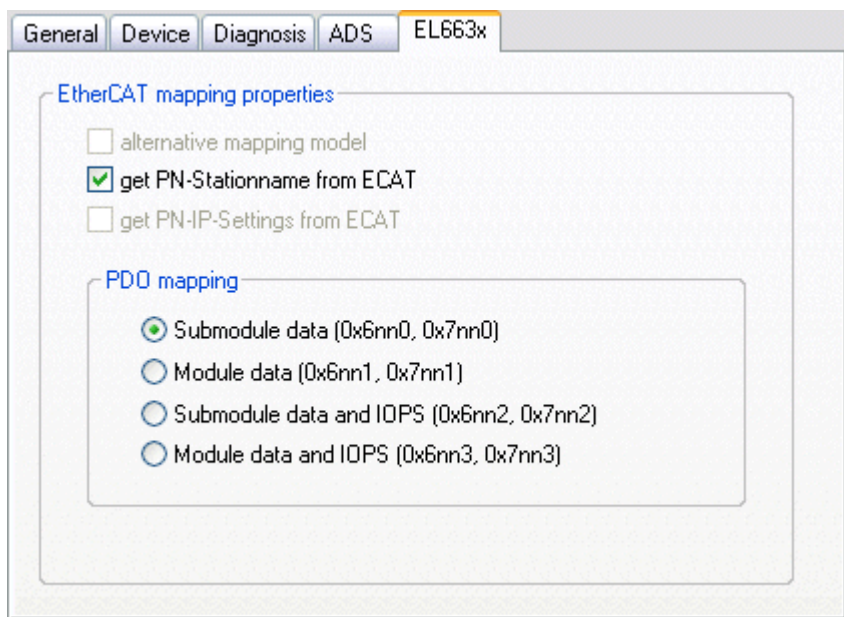 General Device Diagnosis ADS EL663x
EtherCAT mapping properties
alternative mapping model
get PN-Stationname from ECAT
get PN-IP-Settings from ECAT
PDO mapping
Submodule data (0x6nn0, 0x7nn0)
Module data (0x6nn1, 0x7nn1)
Submodule data and IOPS (0x6nn2, 0x7nn2)
Module data and IOPS (0x6nn3, 0x7nn3)